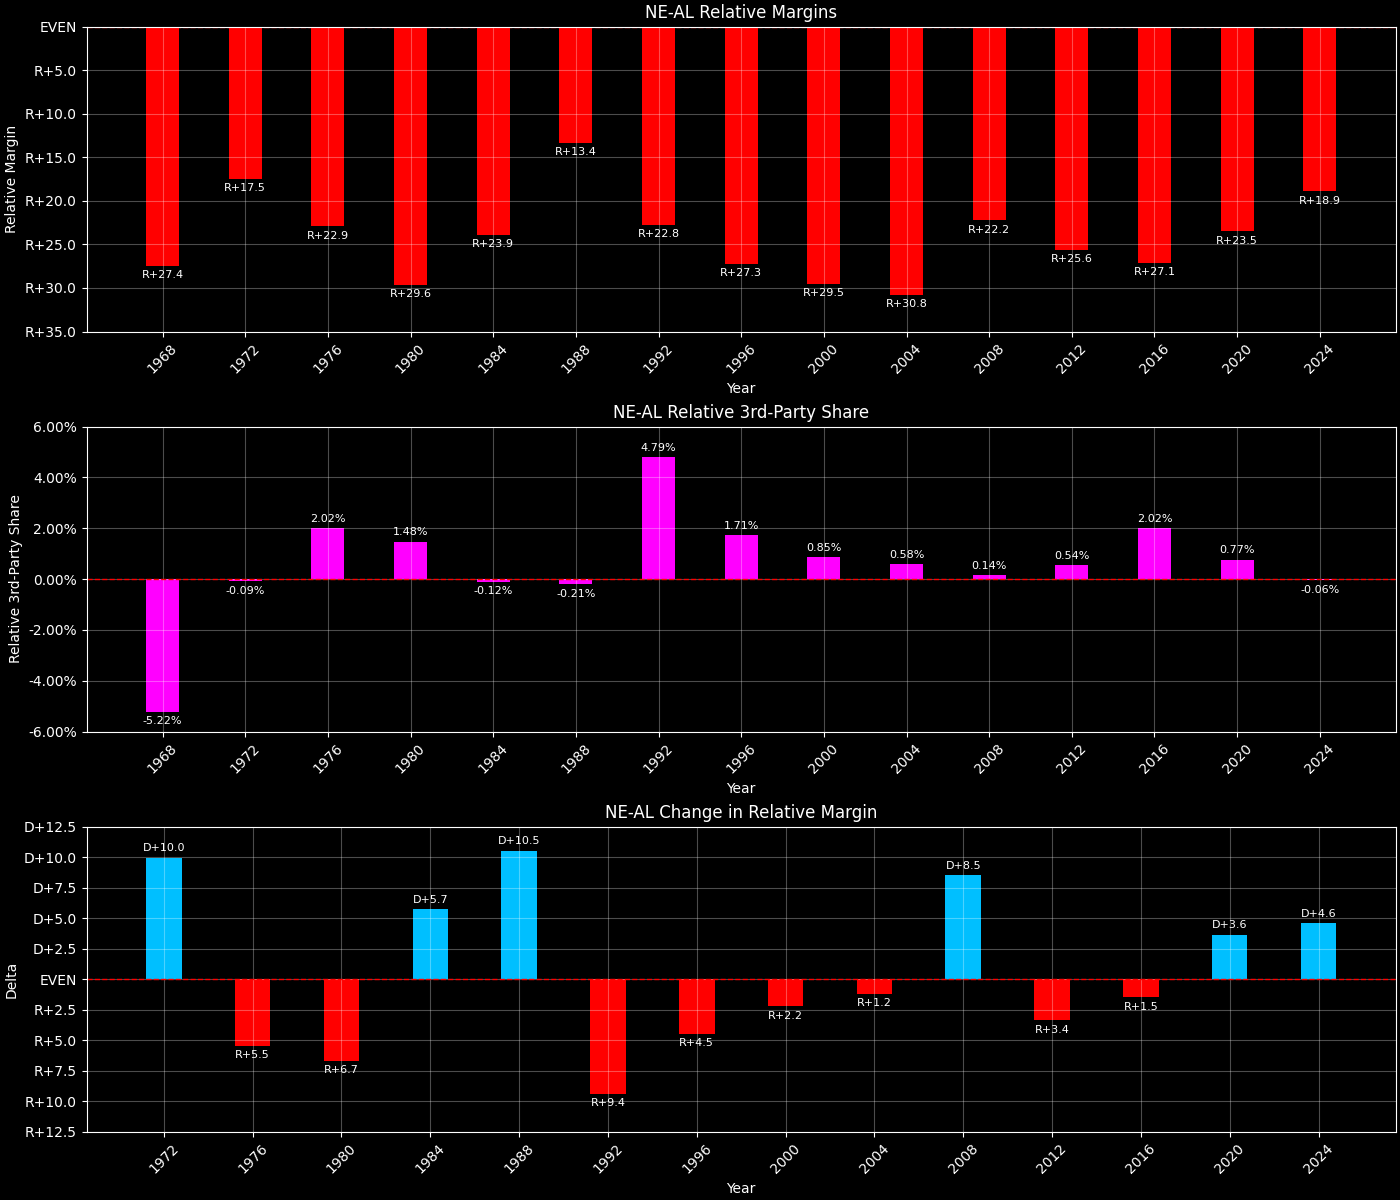 NE-AL Relative Margins
Relative Margin
EVEN
R+5.0
R+10.0
R+15.0
R+20.0
R+25.0
R+30.0
R+35.0
R+27.4
R+17.5
R+22.9
R+29.6
R+23.9
R+13.4
R+22.8
R+27.3
R+29.5
R+30.8
R+22.2
R+25.6
R+27.1
R+23.5
R+18.9
1968 1972 1976 1980 1984 1988 1992 1996 2000 2004 2008 2012 2016 2020 2024
Year
NE-AL Relative 3rd-Party Share
Relative 3rd-Party Share
6.00%
4.00%
2.00%
0.00%
-2.00%
-4.00%
-6.00%
-5.22%
-0.09%
2.02%
1.48%
-0.12%
-0.21%
4.79%
1.71%
0.85%
0.58%
0.14%
0.54%
2.02%
0.77%
-0.06%
1968 1972 1976 1980 1984 1988 1992 1996 2000 2004 2008 2012 2016 2020 2024
Year
NE-AL Change in Relative Margin
Delta
D+12.5
D+10.0
D+7.5
D+5.0
D+2.5
EVEN
R+2.5
R+5.0
R+7.5
R+10.0
R+12.5
D+10.0
R+5.5
R+6.7
D+5.7
D+10.5
R+9.4
R+4.5
R+2.2
R+1.2
D+8.5
R+3.4
R+1.5
D+3.6
D+4.6
1972 1976 1980 1984 1988 1992 1996 2000 2004 2008 2012 2016 2020 2024
Year